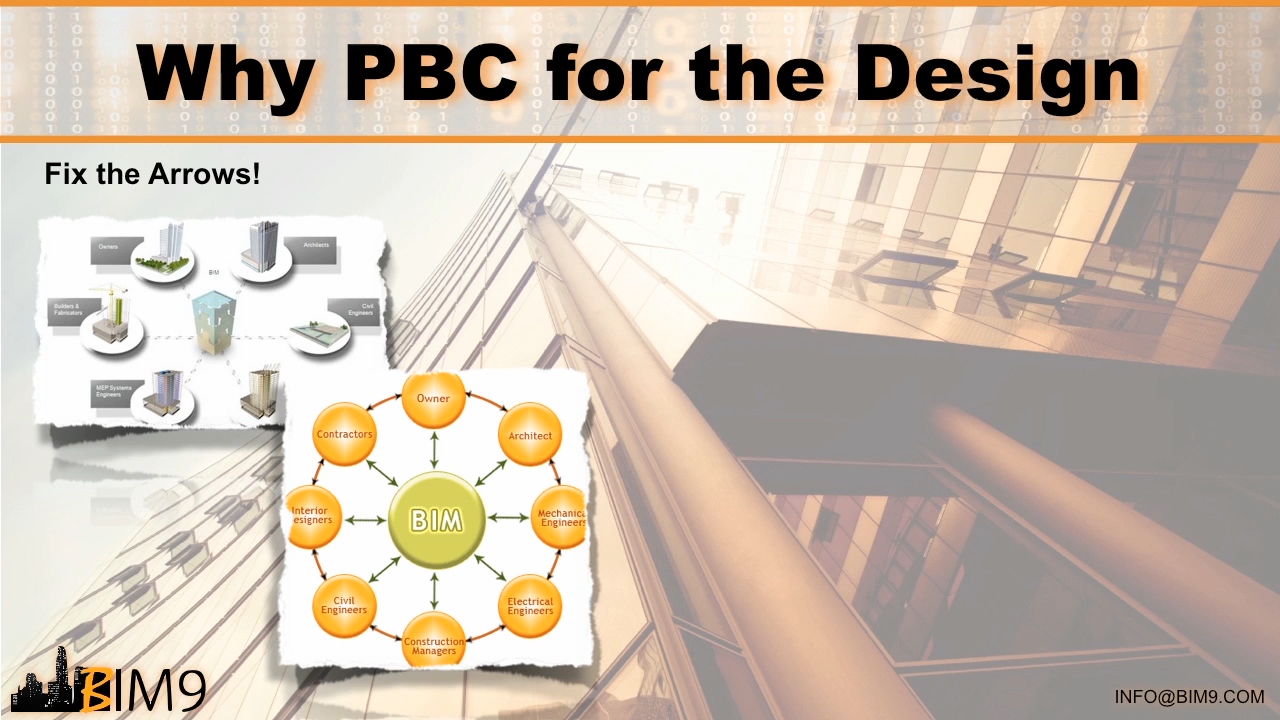 Why PBC for the Design
Fix the Arrows!
Owners
Architects
BIM
Builders &
Fabricators
Civil
Engineers
MEP Systems
Engineers
Owner
Contractors
Architect
Interior
esigners
BIM
Mechanic
Engineers
Civil
Engineers
Electrical
Engineers
Construction
Managers
BIM9
INFO@BIM9.COM